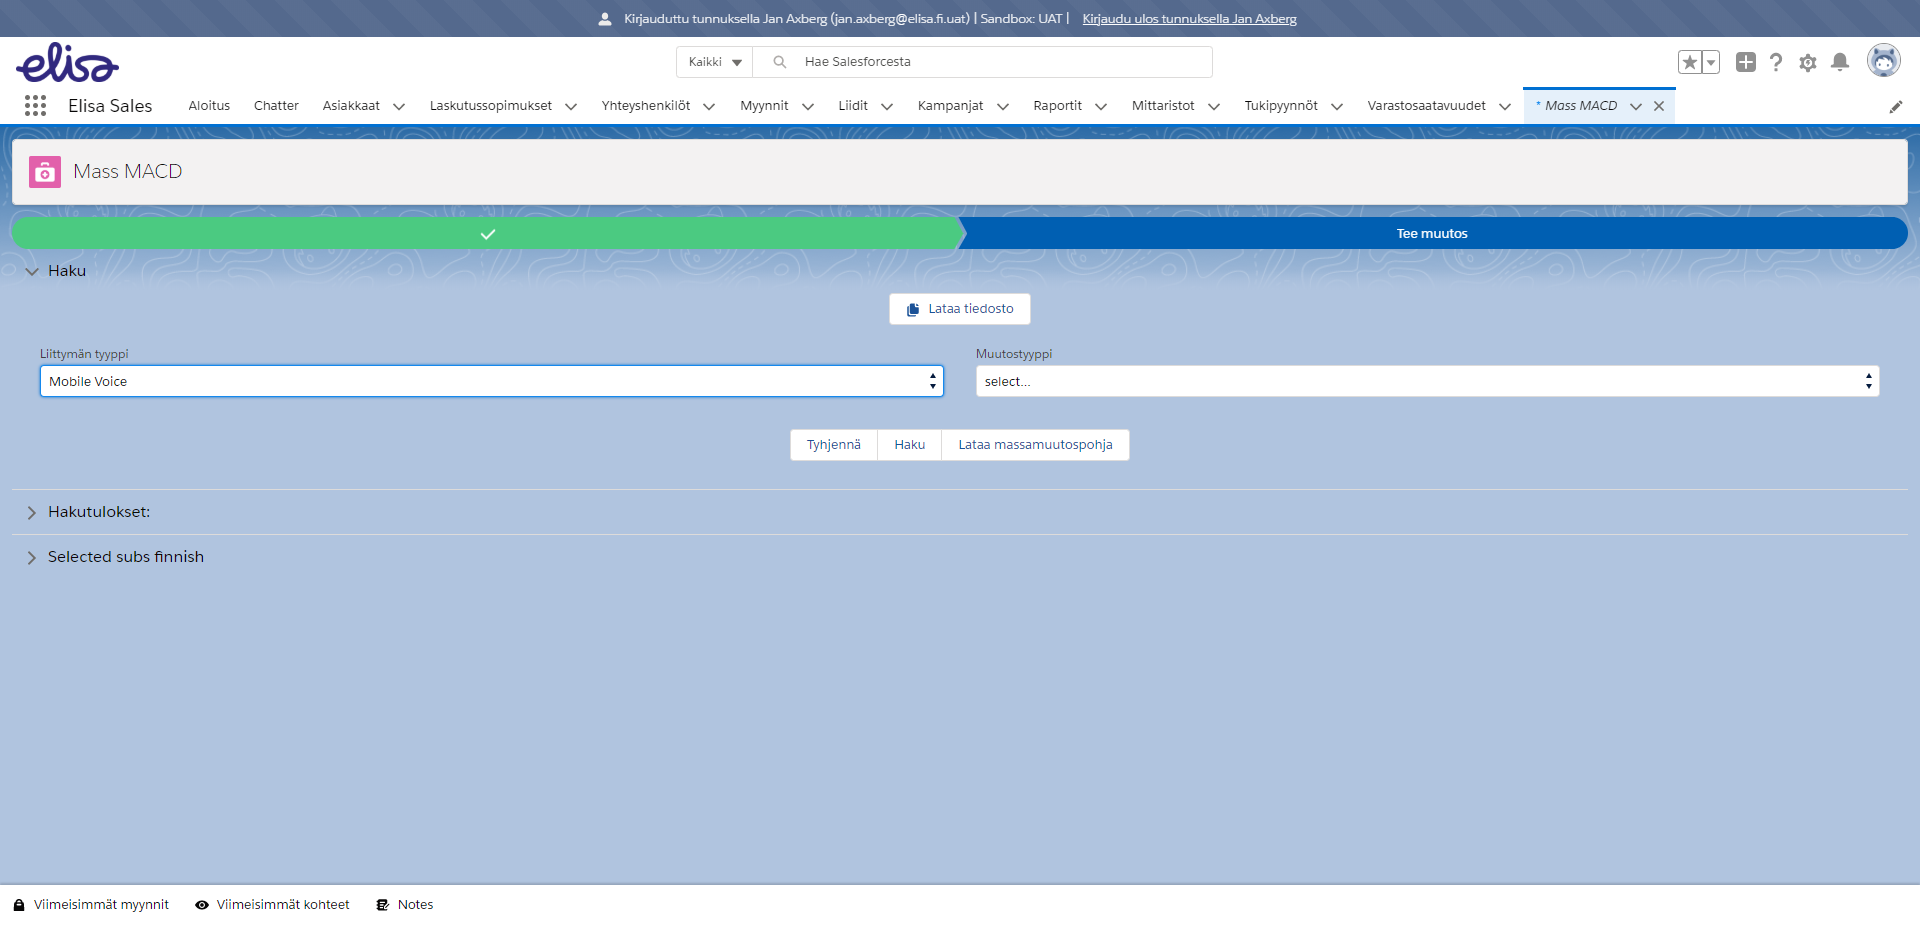 Kirjauduttu tunnuksella Jan Axberg (jan.axberg@elisa.fi.uat) | Sandbox: UAT | Kirjaudu ulos tunnuksella Jan Axberg
elisa
Kaikki
Hae Salesforcesta
Elisa Sales
Aloitus
Chatter
Asiakkaat
Laskutussopimukset
Yhteyshenkilöt
Myynnit
Liidit
Kampanjat
Raportit
Mittaristot
Tukipyynnöt
Varastosaatavuudet
* Mass MACD
Mass MACD
Tee muutos
Haku
Lataa tiedosto
Liittymän tyyppi
Mobile Voice
Muutostyyppi
select...
Tyhjennä
Haku
Lataa massamuutospohja
Hakutulokset:
Selected subs finnish
Viimeisimmät myynnit
Viimeisimmät kohteet
Notes